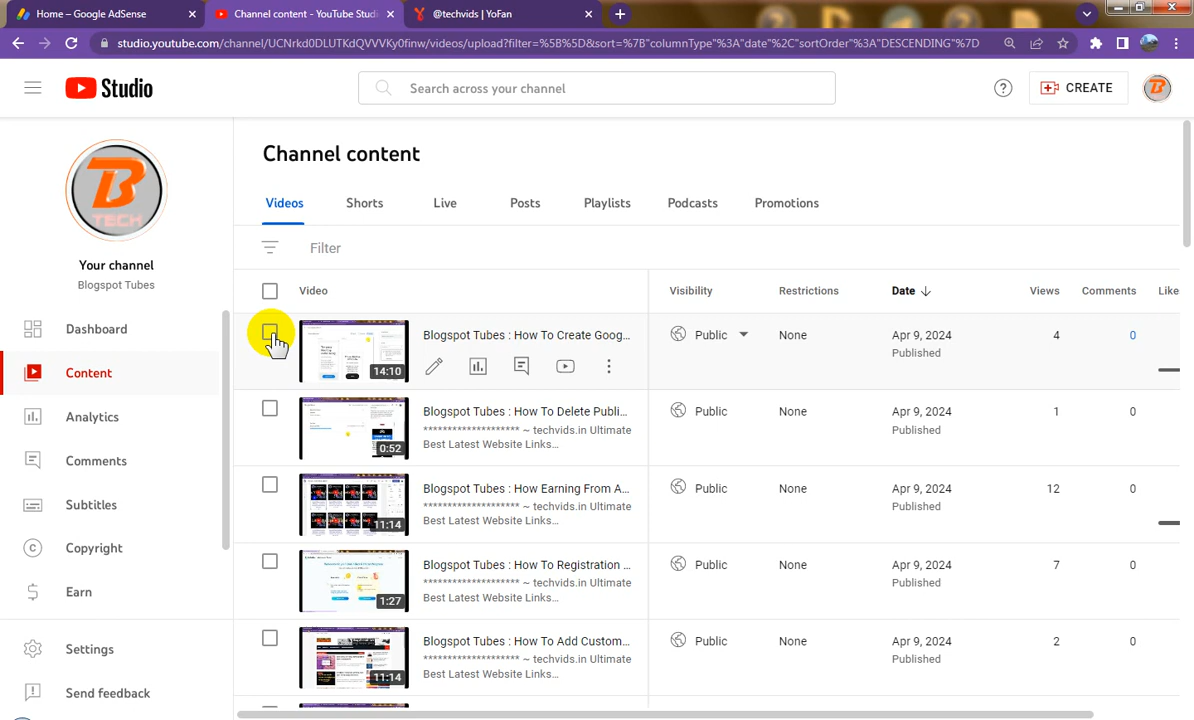 Home – Google AdSense
Channel content - YouTube Studi
@techvids | YoFan
studio.youtube.com/channel/UCNrkd0DLUTKdQVVVKy0finw/videos/upload?filter=%5B%5D&sort=%7B"columnType"%3A"date"%2C"sortOrder"%3A"DESCENDING"%7D
Studio
Search across your channel
CREATE
B
TECH
Your channel
Blogspot Tubes
Dashboard
Content
Analytics
Comments
Subtitles
Copyright
Earn
Settings
Send feedback
Channel content
Videos Shorts Live Posts Playlists Podcasts Promotions
Filter
Video Visibility Restrictions Date Views Comments Like
Blogspot Tubes : How To Create Goog... Public None Apr 9, 2024 4 0
Published
14:10
Blogspot Tubes : How To Delete Publi... Public None Apr 9, 2024 1 0
******************** ~ techvids.in Ultimate Published
Best Latest Website Links...
0:52
Blogspot Tubes : How Earning From A... Public None Apr 9, 2024 12 0
******************** ~ techvids.in Ultimate Published
Best Latest Website Links...
11:14
Blogspot Tubes : How To Registration ... Public None Apr 9, 2024 7 0
******************** ~ techvids.in Ultimate Published
Best Latest Website Links...
1:27
Blogspot Tubes : How To Add Custom... Public None Apr 9, 2024 2 0
******************** ~ techvids.in Ultimate Published
Best Latest Website Links...
11:14